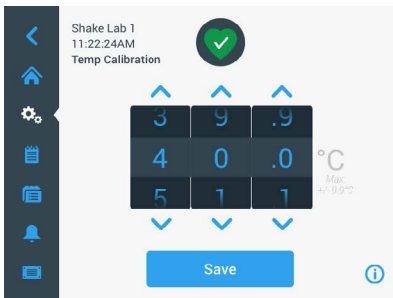 Shake Lab 1
11:22:24AM
Temp Calibration
3 9 .9
4 0 .0 °C
Max:
+/- 9.9°C
5 1 .1
Save